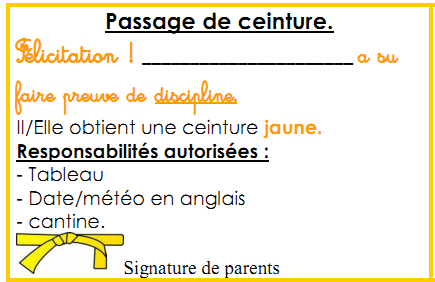 Passage de ceinture.
Félicitation ! ______________________ a su
faire preuve de discipline.
Il/Elle obtient une ceinture jaune.
Responsabilités autorisées :
- Tableau
- Date/météo en anglais
- cantine.
Signature de parents